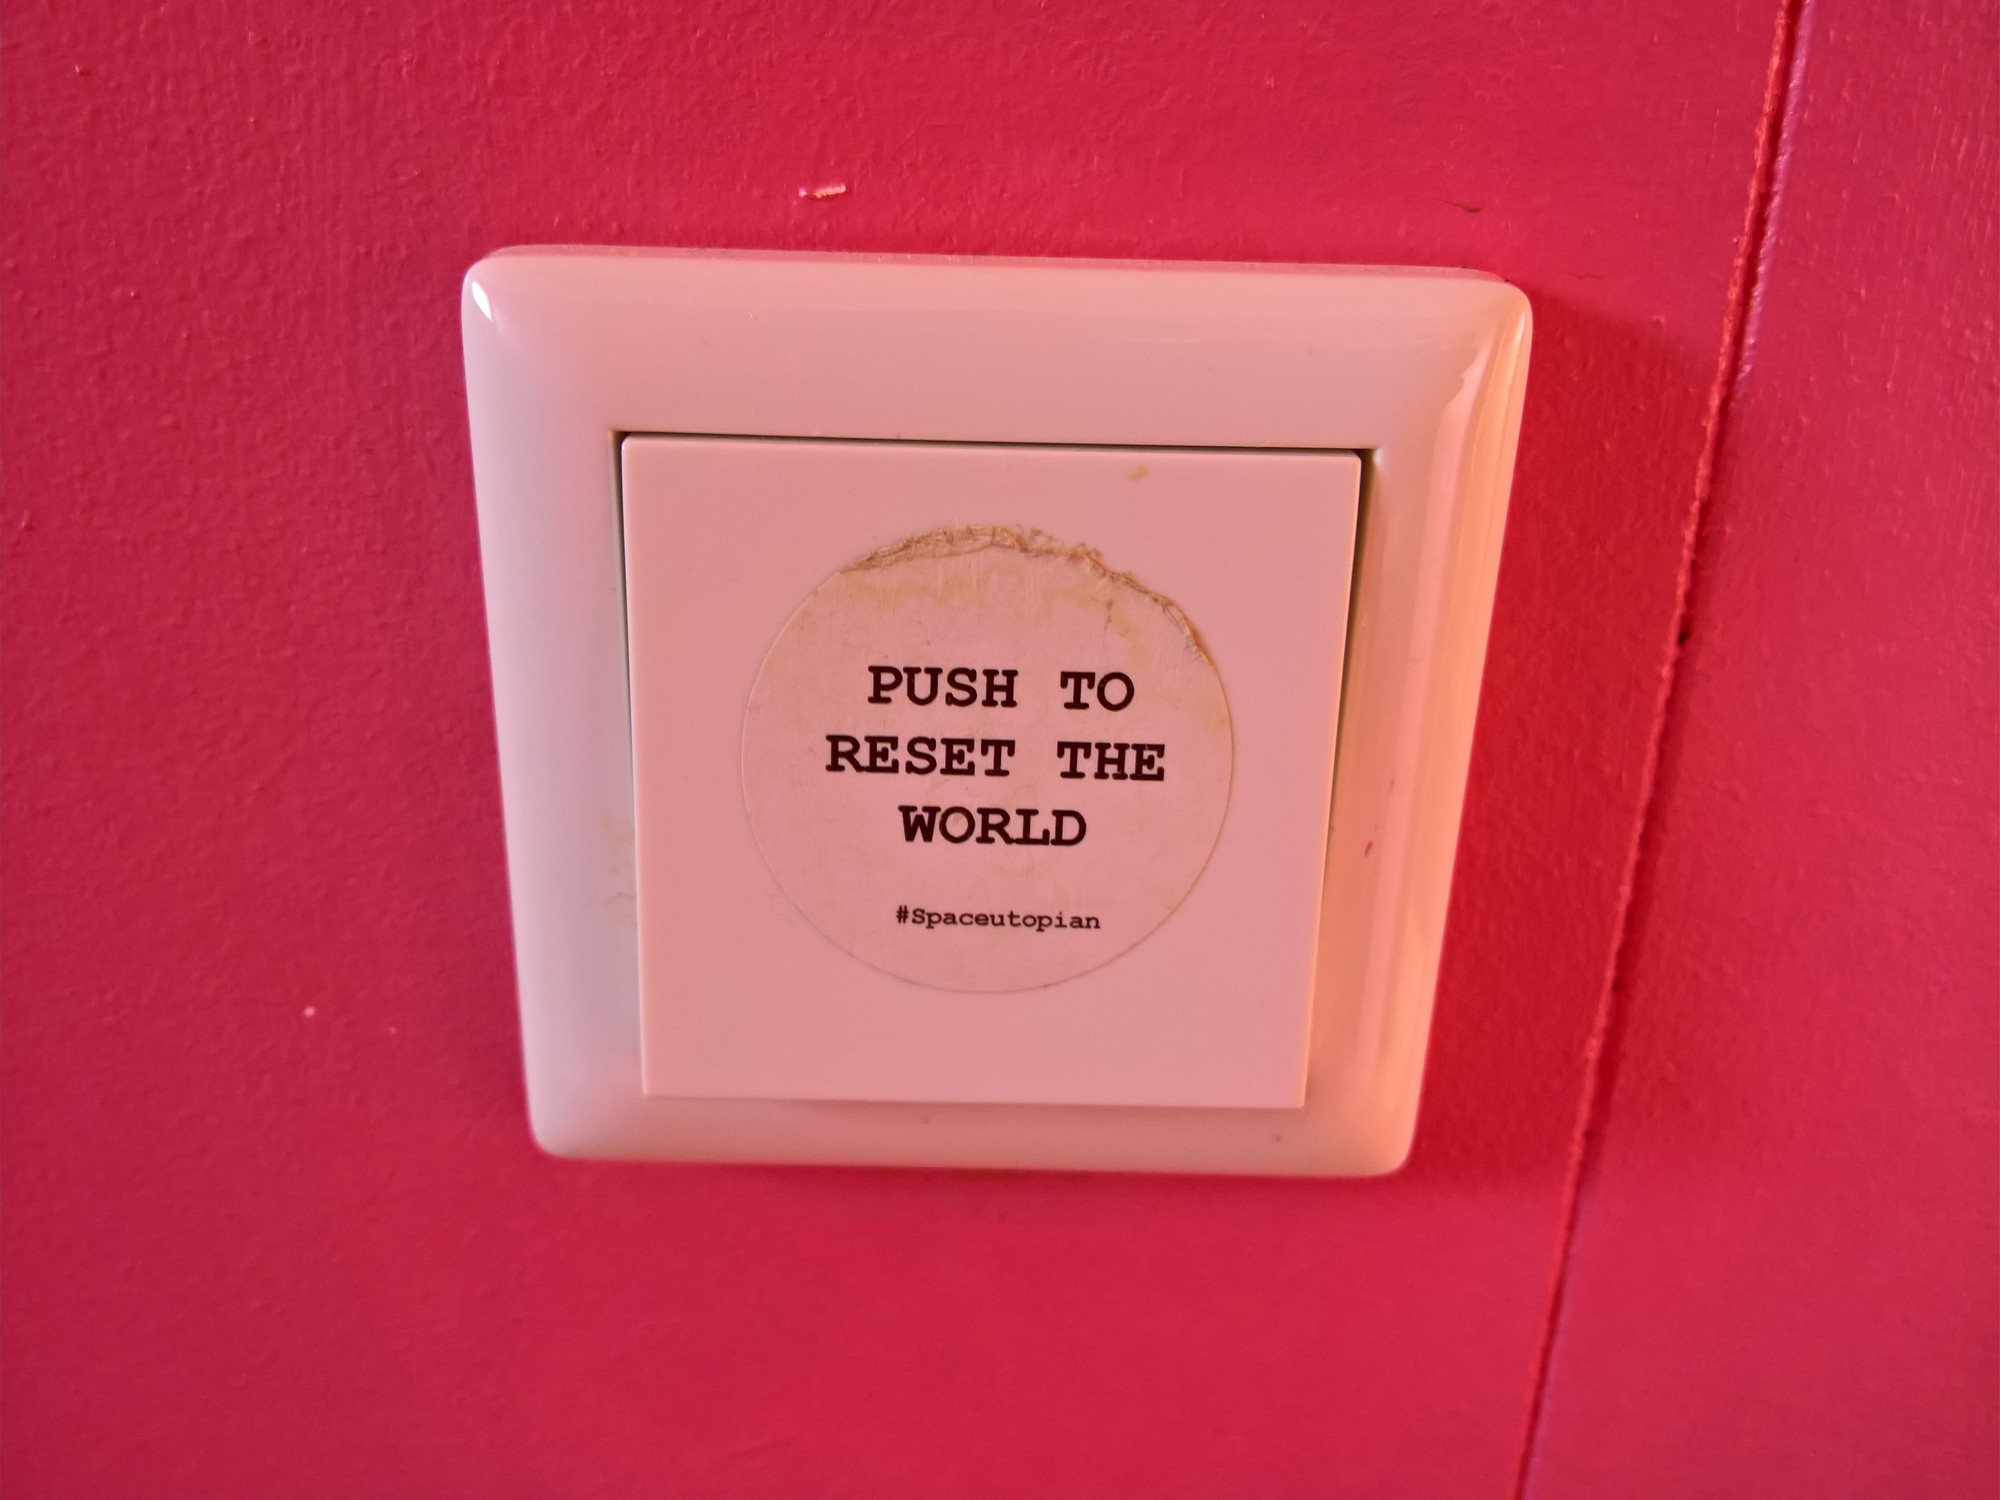 PUSH TO
RESET THE
WORLD
#Spaceutopian